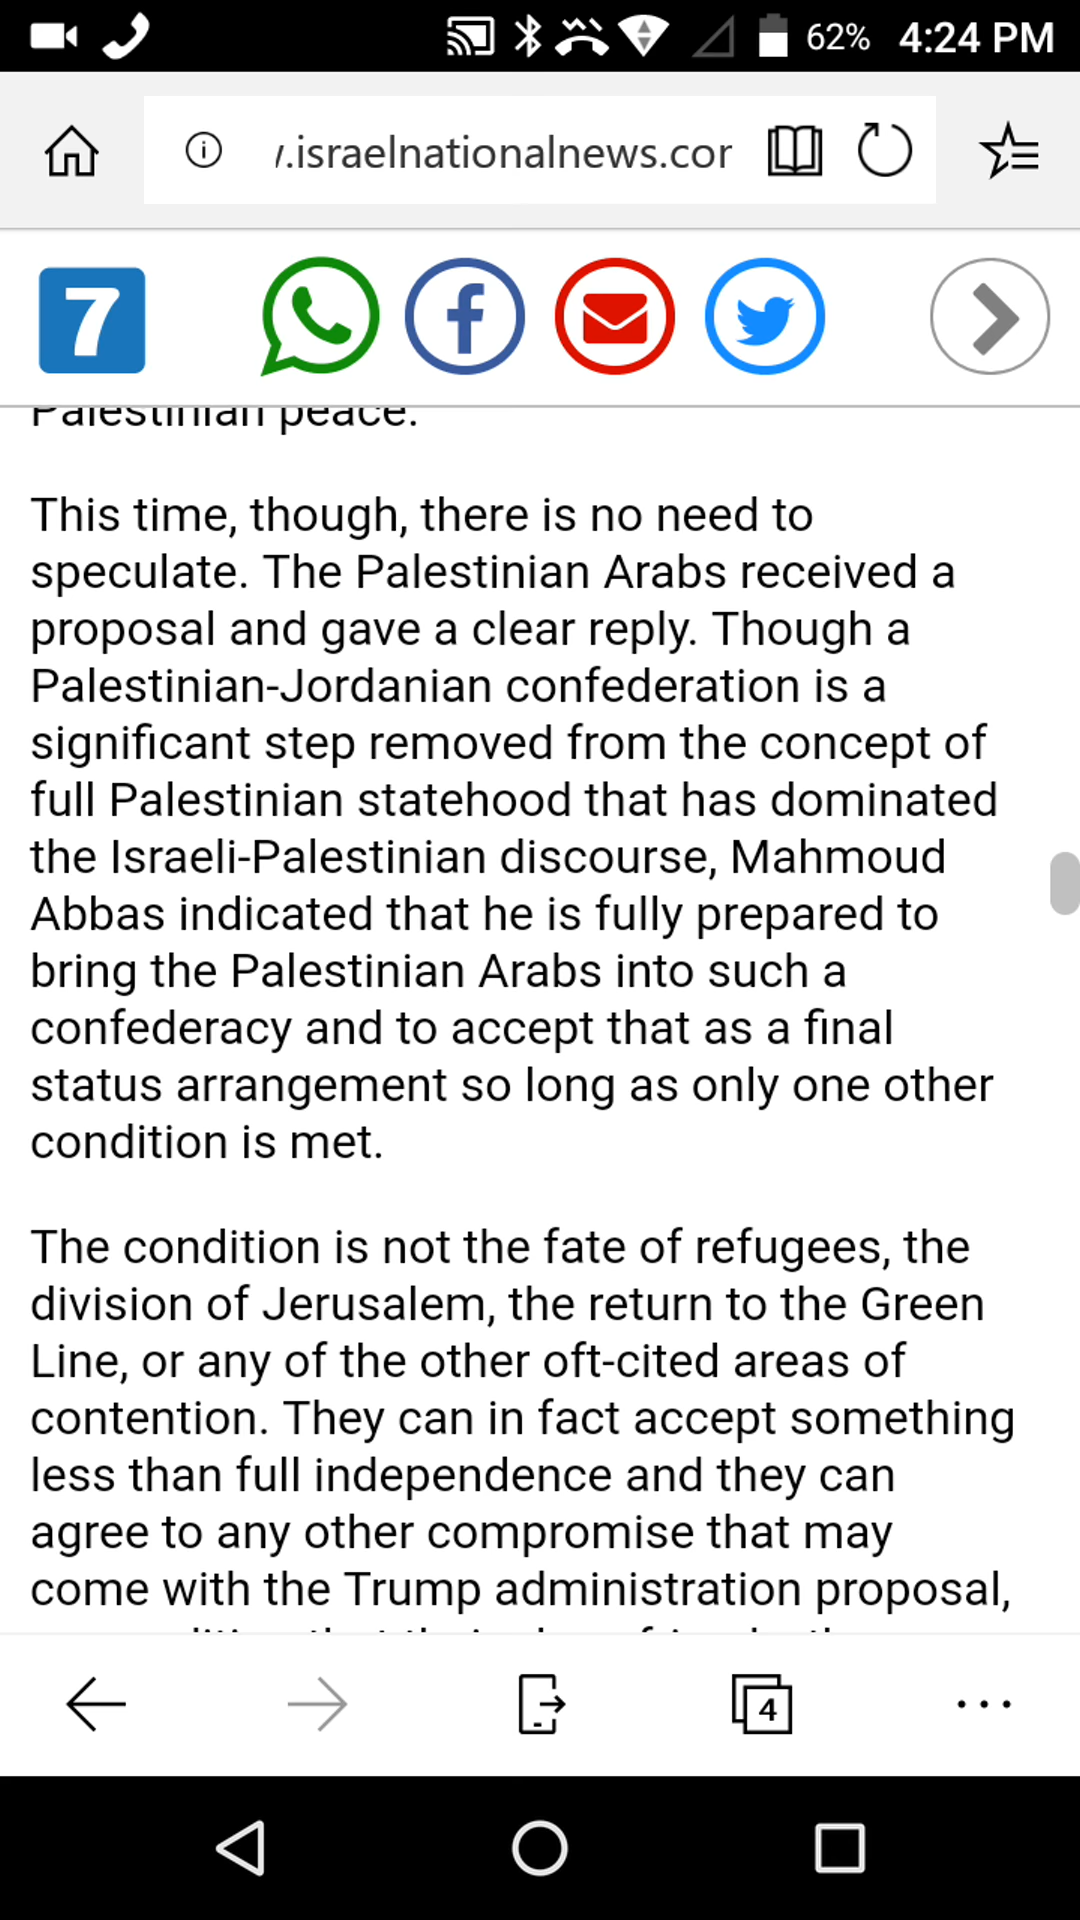 62% 4:24 PM
.israelnationalnews.cor
7
Palestinian peace.
This time, though, there is no need to
speculate. The Palestinian Arabs received a
proposal and gave a clear reply. Though a
Palestinian-Jordanian confederation is a
significant step removed from the concept of
full Palestinian statehood that has dominated
the Israeli-Palestinian discourse, Mahmoud
Abbas indicated that he is fully prepared to
bring the Palestinian Arabs into such a
confederacy and to accept that as a final
status arrangement so long as only one other
condition is met.
The condition is not the fate of refugees, the
division of Jerusalem, the return to the Green
Line, or any of the other oft-cited areas of
contention. They can in fact accept something
less than full independence and they can
agree to any other compromise that may
come with the Trump administration proposal,
4